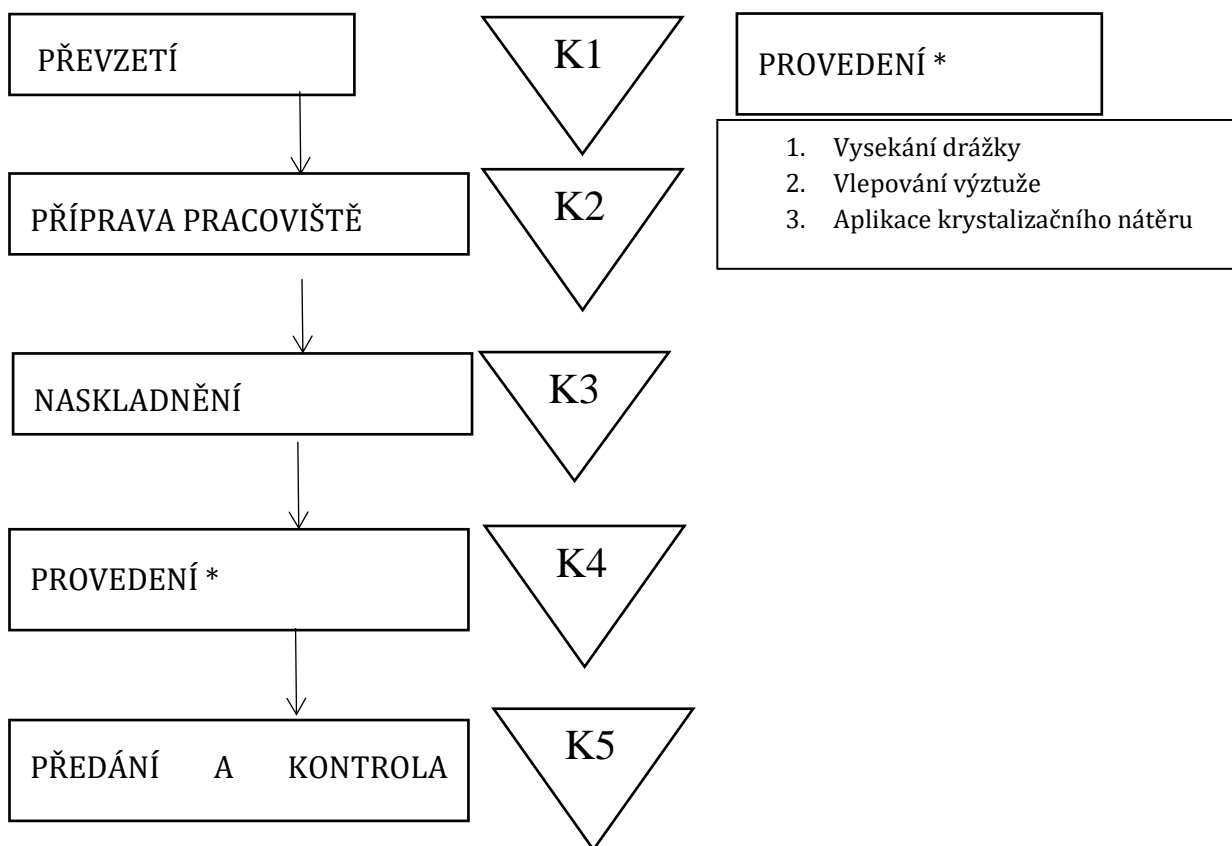 PŘEVZETÍ
K1
PROVEDENÍ *
1. Vysekání drážky
2. Vlepování výztuže
3. Aplikace krystalizačního nátěru
PŘÍPRAVA PRACOVIŠTĚ
K2
NASKLADNĚNÍ
K3
PROVEDENÍ *
K4
PŘEDÁNÍ A KONTROLA
K5